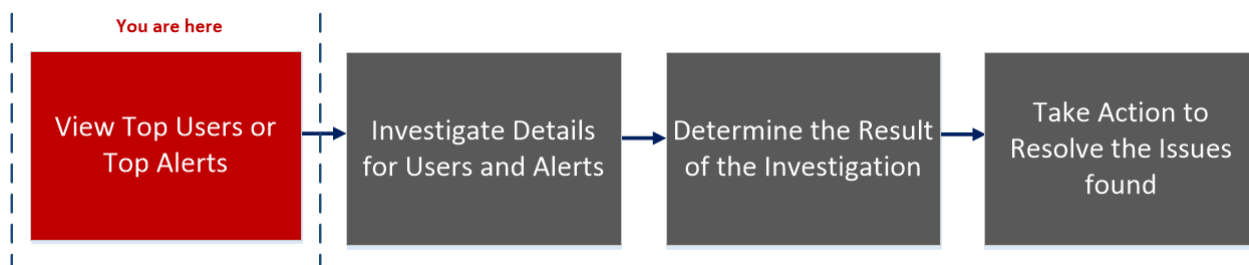 You are here
View Top Users or
Top Alerts
Investigate Details
for Users and Alerts
Determine the Result
of the Investigation
Take Action to
Resolve the Issues
found